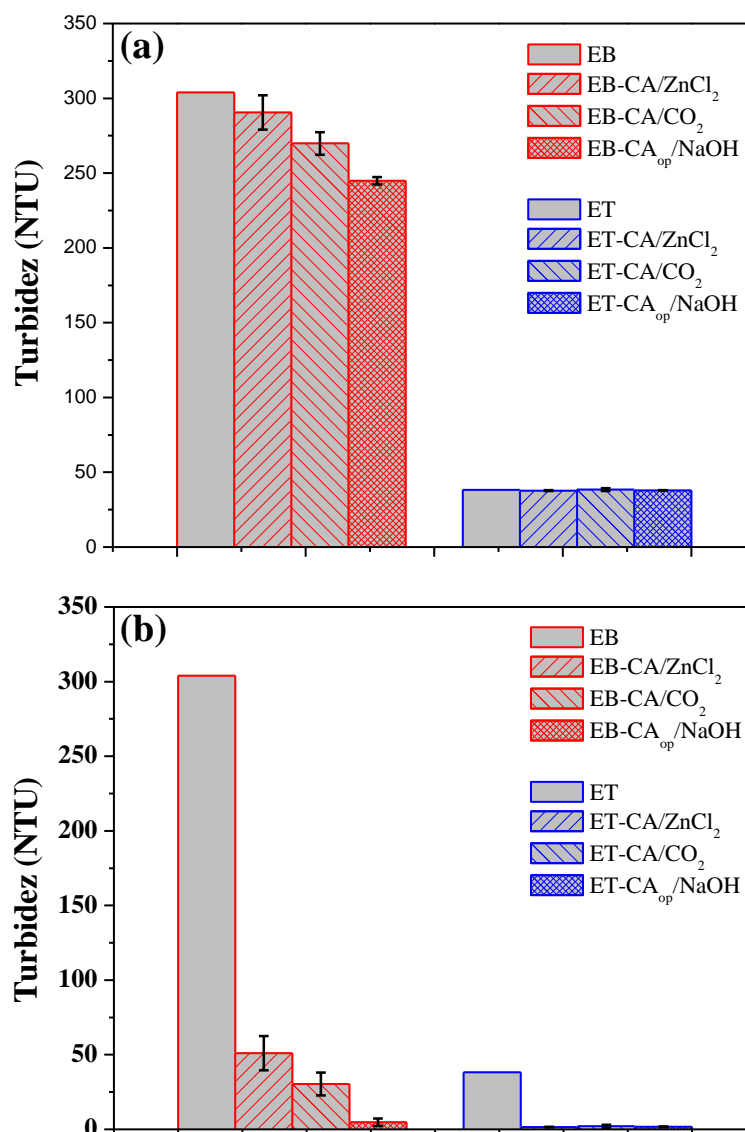 (a)
EB
EB-CA/ZnCl₂
EB-CA/CO₂
EB-CAₒₚ/NaOH
ET
ET-CA/ZnCl₂
ET-CA/CO₂
ET-CAₒₚ/NaOH
350
300
250
200
150
100
50
0
Turbidez (NTU)
(b)
EB
EB-CA/ZnCl₂
EB-CA/CO₂
EB-CAₒₚ/NaOH
ET
ET-CA/ZnCl₂
ET-CA/CO₂
ET-CAₒₚ/NaOH
350
300
250
200
150
100
50
0
Turbidez (NTU)